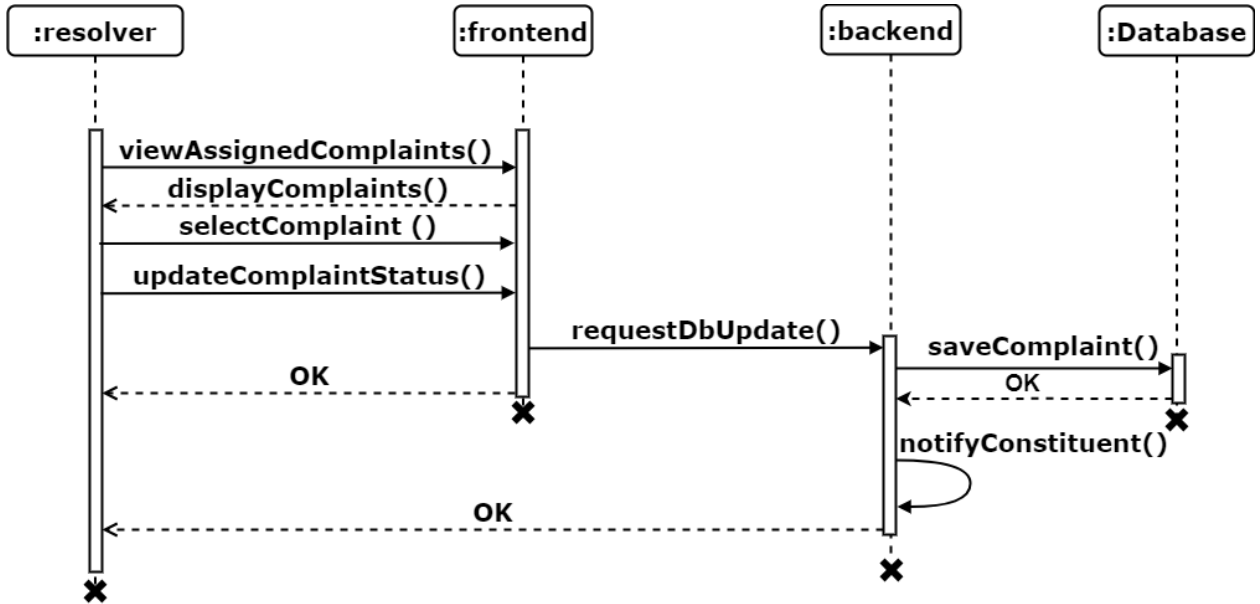 :resolver
:frontend
:backend
:Database
viewAssignedComplaints()
displayComplaints()
selectComplaint ()
updateComplaintStatus()
requestDbUpdate()
saveComplaint()
OK
OK
notifyConstituent()
OK